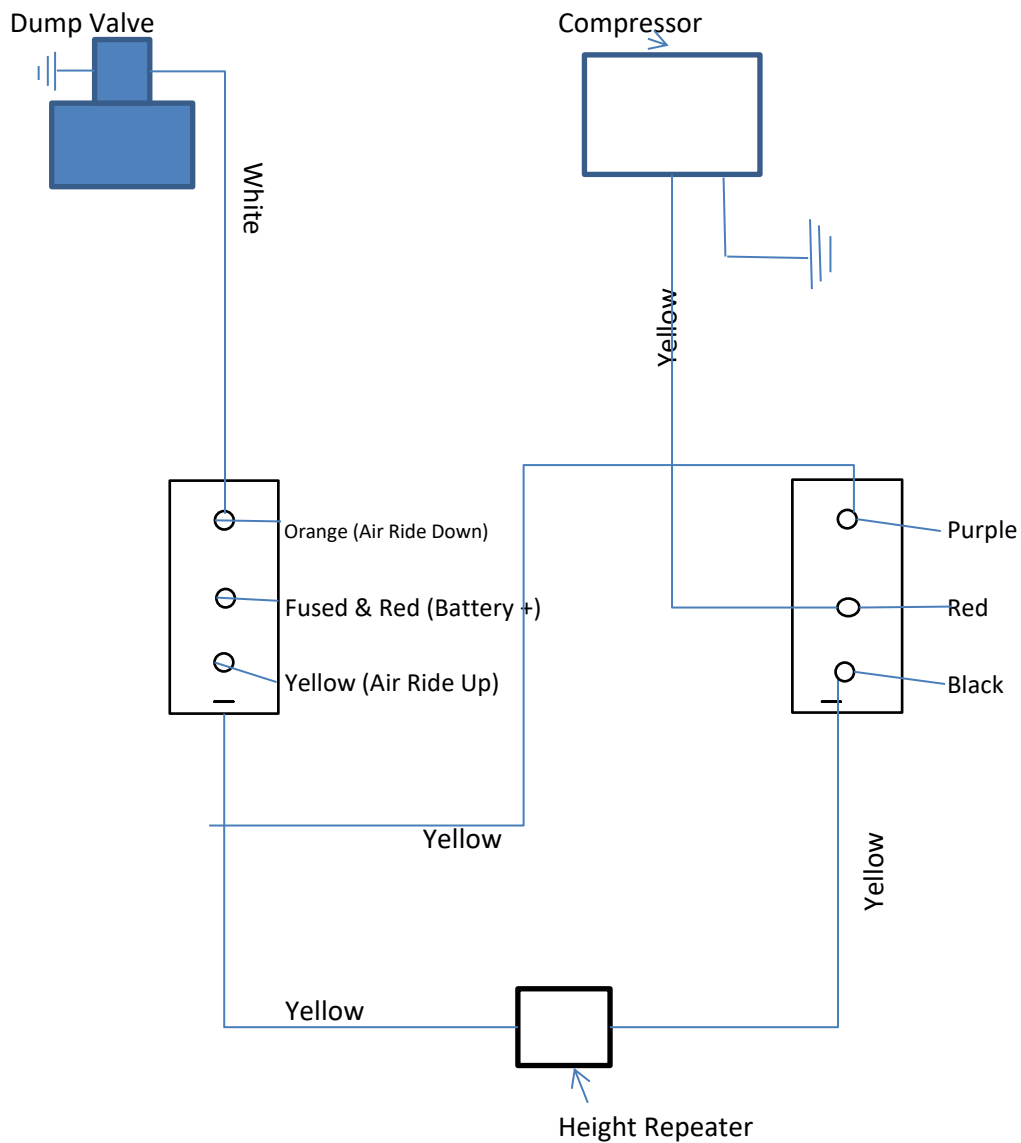 Dump Valve
Compressor
White
Yellow
Orange (Air Ride Down)
Fused & Red (Battery +)
Yellow (Air Ride Up)
Purple
Red
Black
Yellow
Yellow
Yellow
Height Repeater